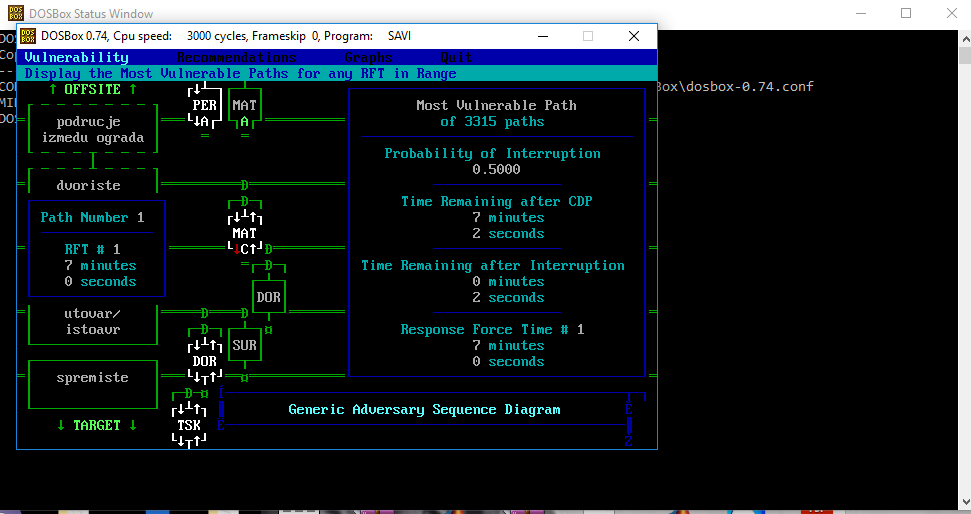 DOSBox Status Window
DOSBox 0.74, Cpu speed: 3000 cycles, Frameskip 0, Program: SAVI
Vulnerability Recommendations Graphs Quit
Display the Most Vulnerable Paths for any RFT in Range
Box\dosbox-0.74.conf
↑ OFFSITE ↑
PER
A
MAT
A
podrucje
izmedu ograda
dvoriste
D
D
MAT
C
D
Path Number 1
RFT # 1
7 minutes
0 seconds
D
DOR
utovar/
istoavr
D
D
D
SUR
DOR
T
spremiste
D
TSK
T
↓ TARGET ↓
Most Vulnerable Path
of 3315 paths
Probability of Interruption
0.5000
Time Remaining after CDP
7 minutes
2 seconds
Time Remaining after Interruption
0 minutes
2 seconds
Response Force Time # 1
7 minutes
0 seconds
Generic Adversary Sequence Diagram